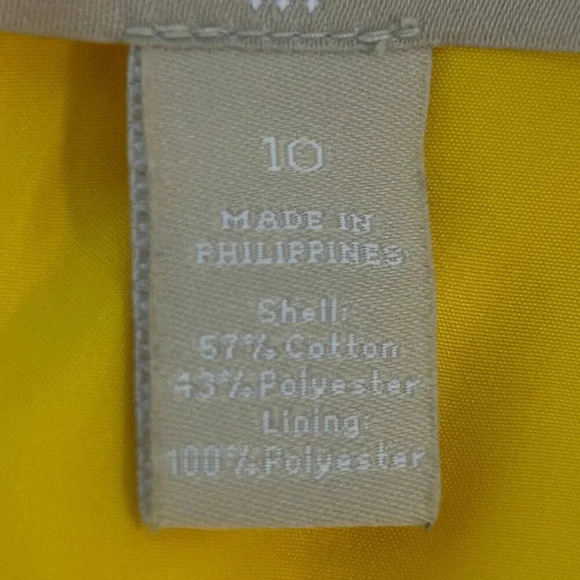 10
MADE IN
PHILIPPINES
Shell:
57% Cotton
43% Polyester
Lining:
100% Polyester